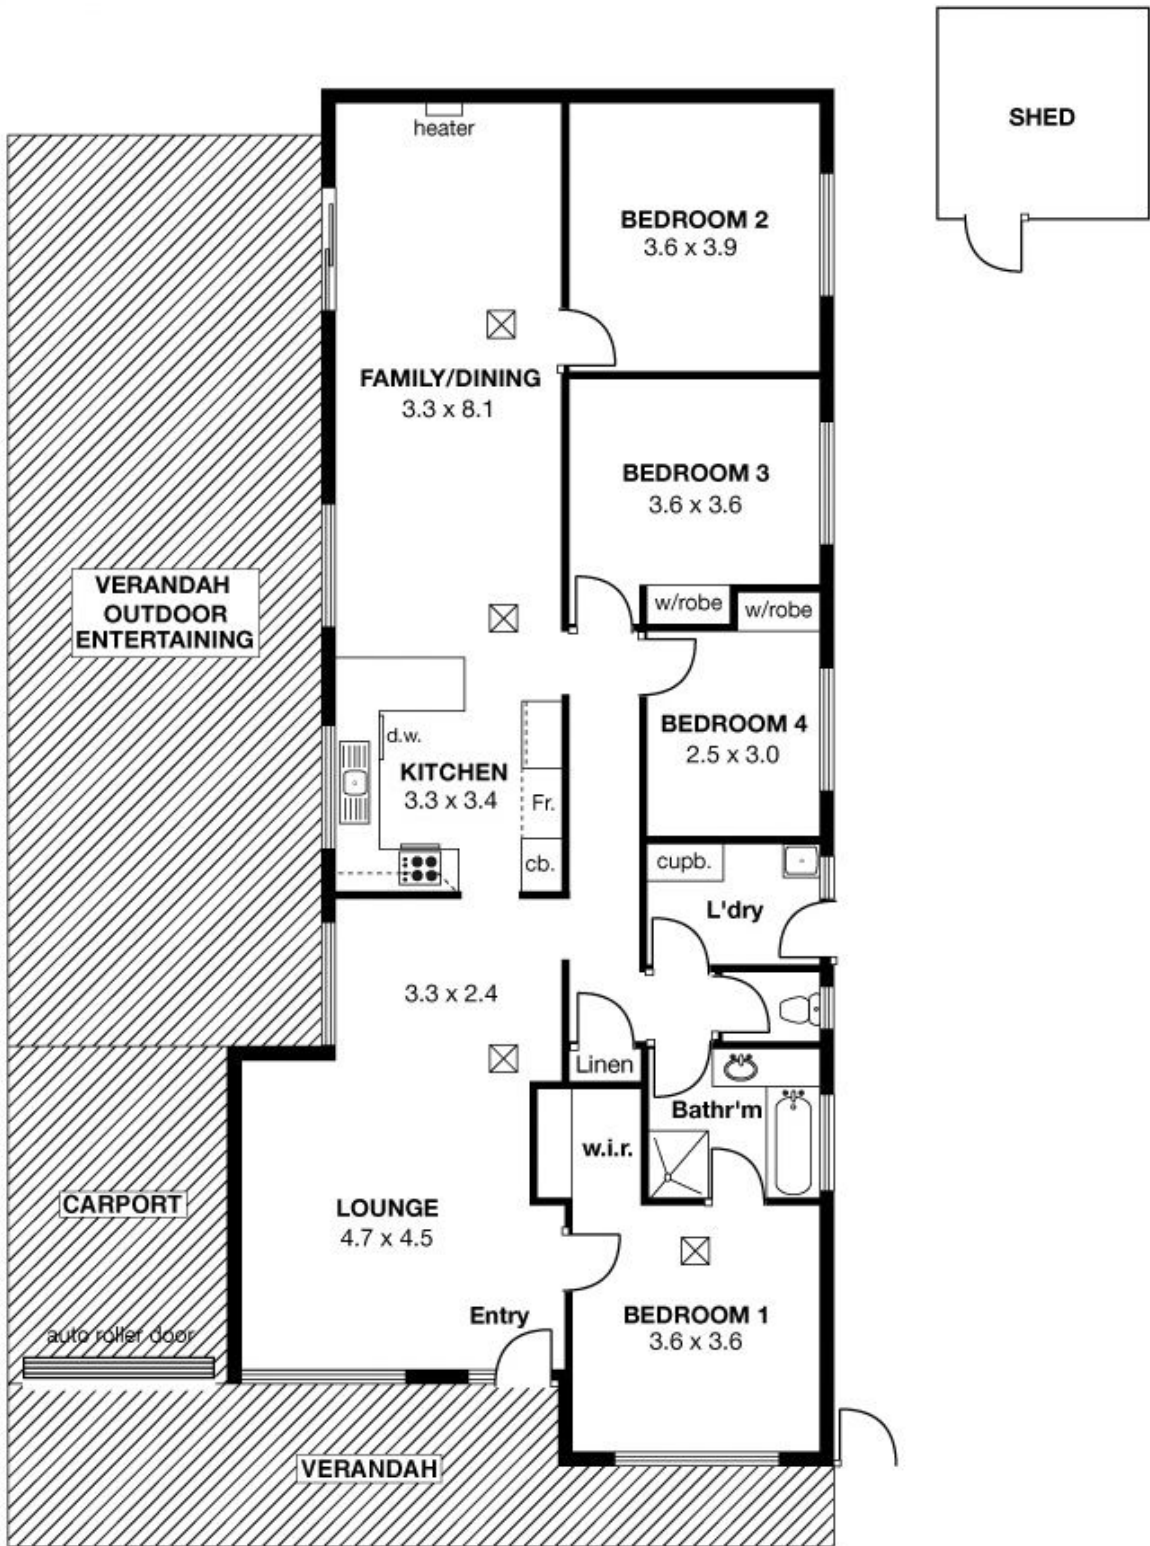 SHED
heater
BEDROOM 2
3.6 x 3.9
FAMILY/DINING
3.3 x 8.1
BEDROOM 3
3.6 x 3.6
VERANDAH
OUTDOOR
ENTERTAINING
w/robe
w/robe
BEDROOM 4
2.5 x 3.0
d.w.
KITCHEN
3.3 x 3.4
Fr.
cb.
cupb.
L'dry
3.3 x 2.4
Linen
Bathr'm
w.i.r.
CARPORT
LOUNGE
4.7 x 4.5
Entry
BEDROOM 1
3.6 x 3.6
auto roller door
VERANDAH